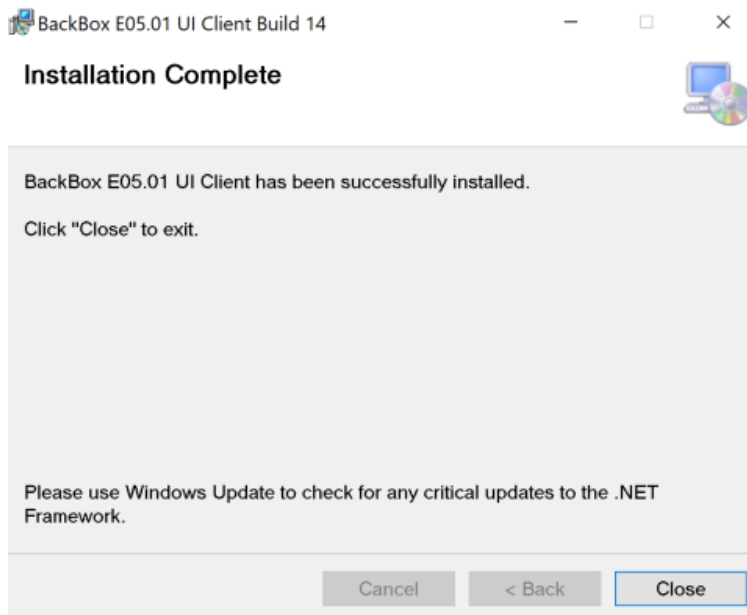 BackBox E05.01 UI Client Build 14
Installation Complete
BackBox E05.01 UI Client has been successfully installed.
Click "Close" to exit.
Please use Windows Update to check for any critical updates to the .NET
Framework.
Cancel
< Back
Close